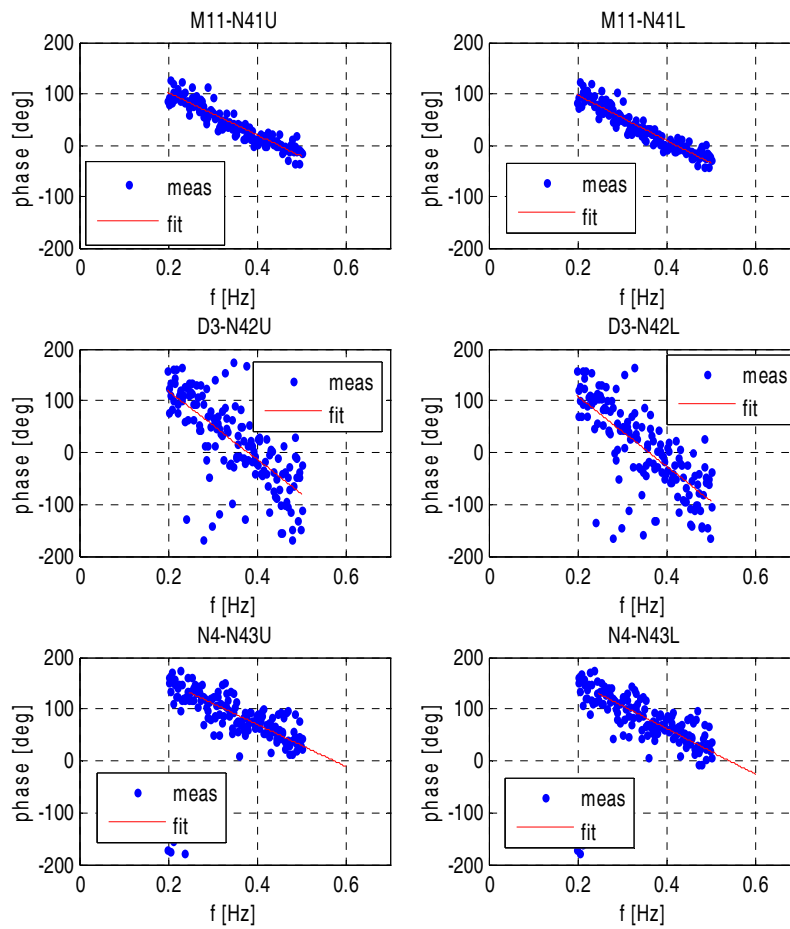 M11-N41U
M11-N41L
200
100
0
-100
-200
phase [deg]
meas
fit
0
0.2
0.4
0.6
f [Hz]
200
100
0
-100
-200
phase [deg]
meas
fit
0
0.2
0.4
0.6
f [Hz]
D3-N42U
D3-N42L
200
100
0
-100
-200
phase [deg]
meas
fit
0
0.2
0.4
0.6
f [Hz]
200
100
0
-100
-200
phase [deg]
meas
fit
0
0.2
0.4
0.6
f [Hz]
N4-N43U
N4-N43L
200
100
0
-100
-200
phase [deg]
meas
fit
0
0.2
0.4
0.6
f [Hz]
200
100
0
-100
-200
phase [deg]
meas
fit
0
0.2
0.4
0.6
f [Hz]